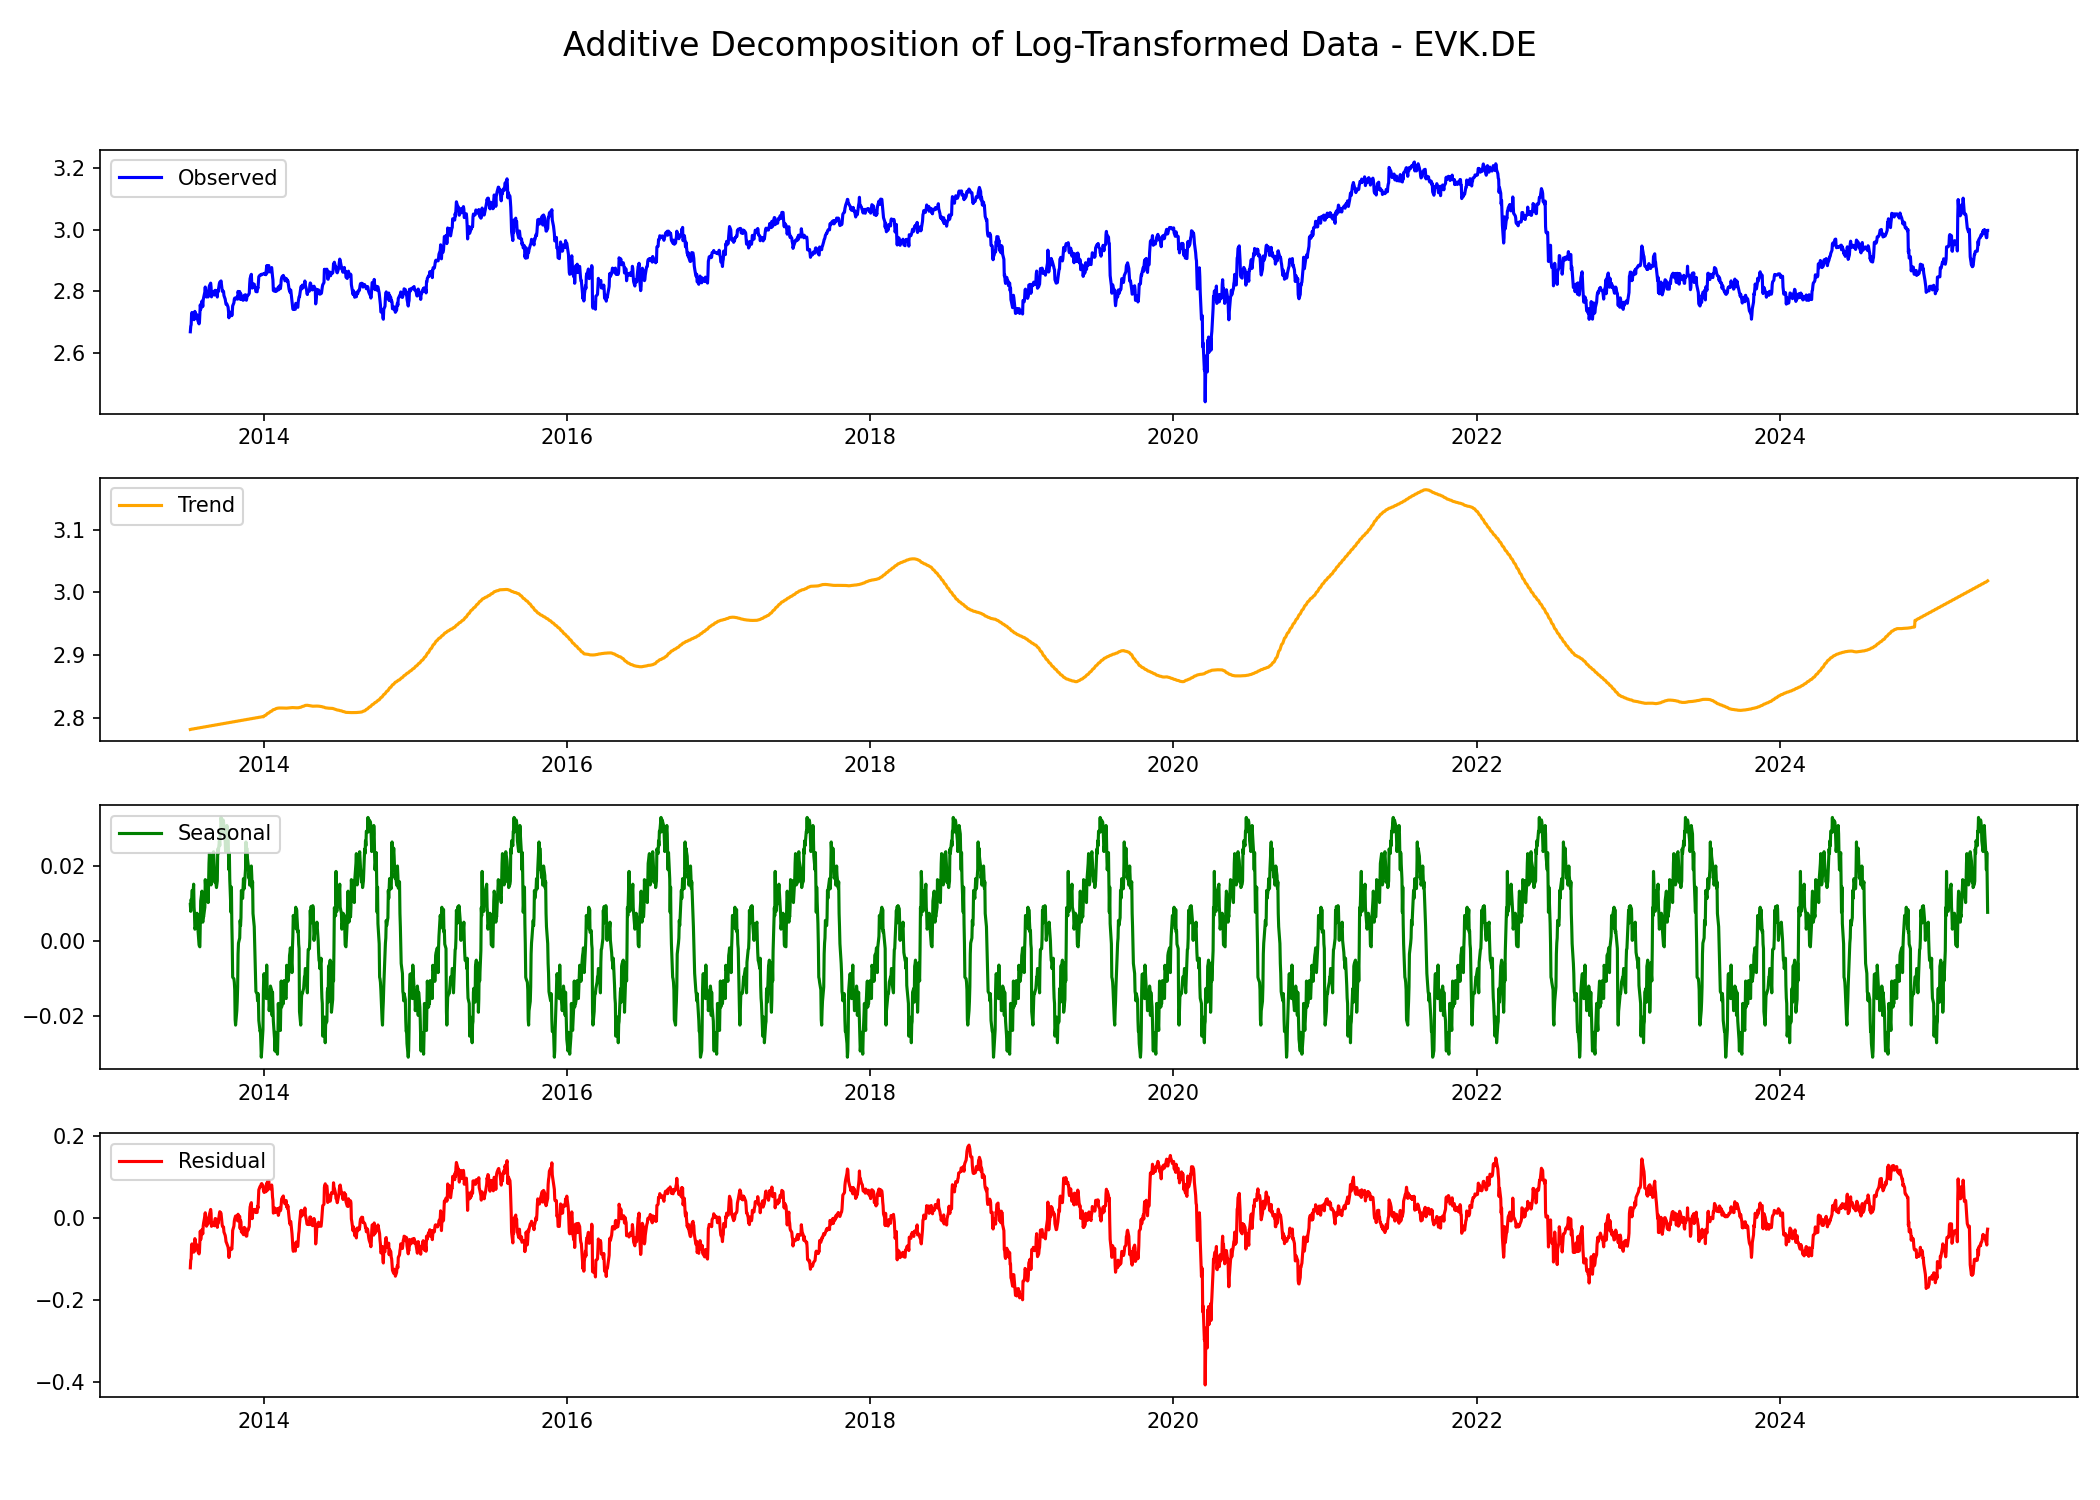 Additive Decomposition of Log-Transformed Data - EVK.DE
Observed
3.2
3.0
2.8
2.6
2014 2016 2018 2020 2022 2024
Trend
3.1
3.0
2.9
2.8
2014 2016 2018 2020 2022 2024
Seasonal
0.02
0.00
−0.02
2014 2016 2018 2020 2022 2024
Residual
0.2
0.0
−0.2
−0.4
2014 2016 2018 2020 2022 2024